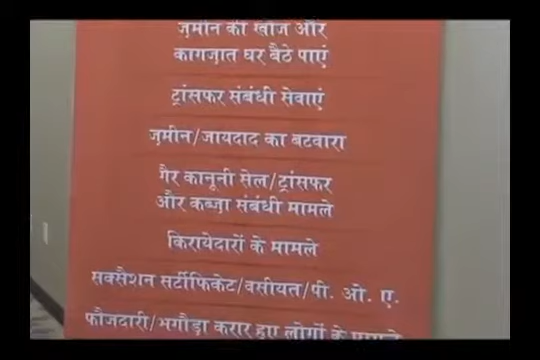 ज़मीन की खोज और
कागज़ात घर बैठे पाएं
ट्रांसफर संबंधी सेवाएं
ज़मीन/जायदाद का बटवारा
गैर कानूनी सेल/ट्रांसफर
और कब्ज़ा संबंधी मामले
किरायेदारों के मामले
सक्सैशन सर्टीफिकेट/वसीयत/पी. ओ. ए.
फौजदारी/भगौड़ा करार हुए लोगों के मामले